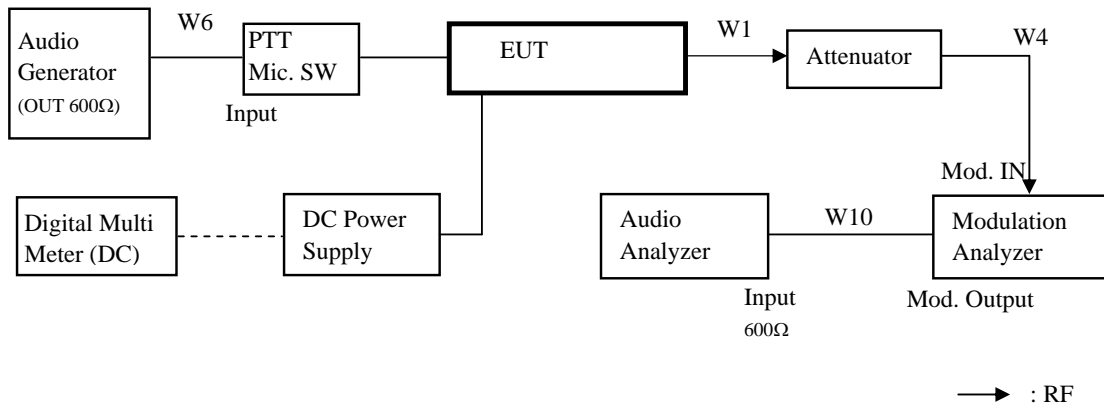 Audio
Generator
(OUT 600Ω)
W6
PTT
Mic. SW
Input
EUT
W1
Attenuator
W4
Digital Multi
Meter (DC)
DC Power
Supply
Audio
Analyzer
Input
600Ω
W10
Mod. IN
Modulation
Analyzer
Mod. Output
: RF